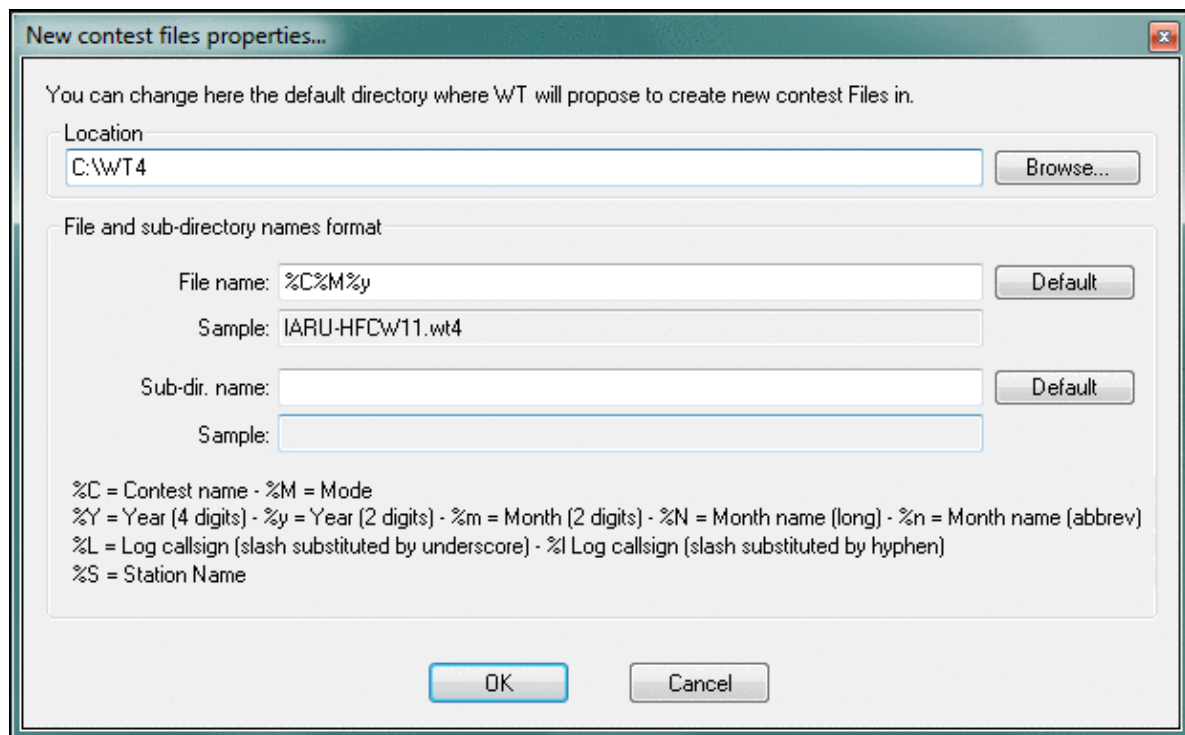 New contest files properties...
You can change here the default directory where WT will propose to create new contest Files in.
Location
C:\WT4
Browse...
File and sub-directory names format
File name: %C%M%y Default
Sample: IARU-HFCW11.wt4
Sub-dir. name: Default
Sample:
%C = Contest name - %M = Mode
%Y = Year (4 digits) - %y = Year (2 digits) - %m = Month (2 digits) - %N = Month name (long) - %n = Month name (abbrev)
%L = Log callsign (slash substituted by underscore) - %l Log callsign (slash substituted by hyphen)
%S = Station Name
OK Cancel